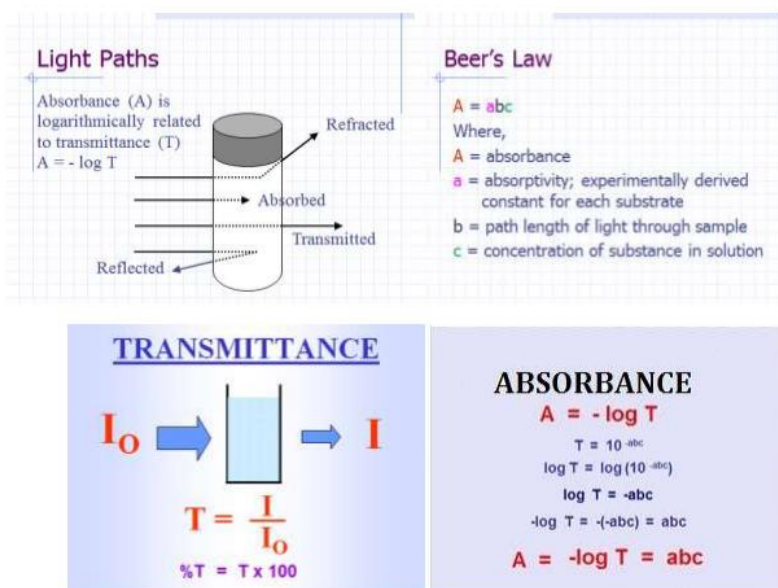 Light Paths
Absorbance (A) is
logarithmically related
to transmittance (T)
A = - log T
Refracted
Absorbed
Transmitted
Reflected
Beer's Law
A = abc
Where,
A = absorbance
a = absorptivity; experimentally derived
constant for each substrate
b = path length of light through sample
c = concentration of substance in solution
TRANSMITTANCE
I₀
I
T = I/I₀
%T = T x 100
ABSORBANCE
A = - log T
T = 10⁻ᵃᵇᶜ
log T = log (10⁻ᵃᵇᶜ)
log T = -abc
-log T = -(-abc) = abc
A = -log T = abc